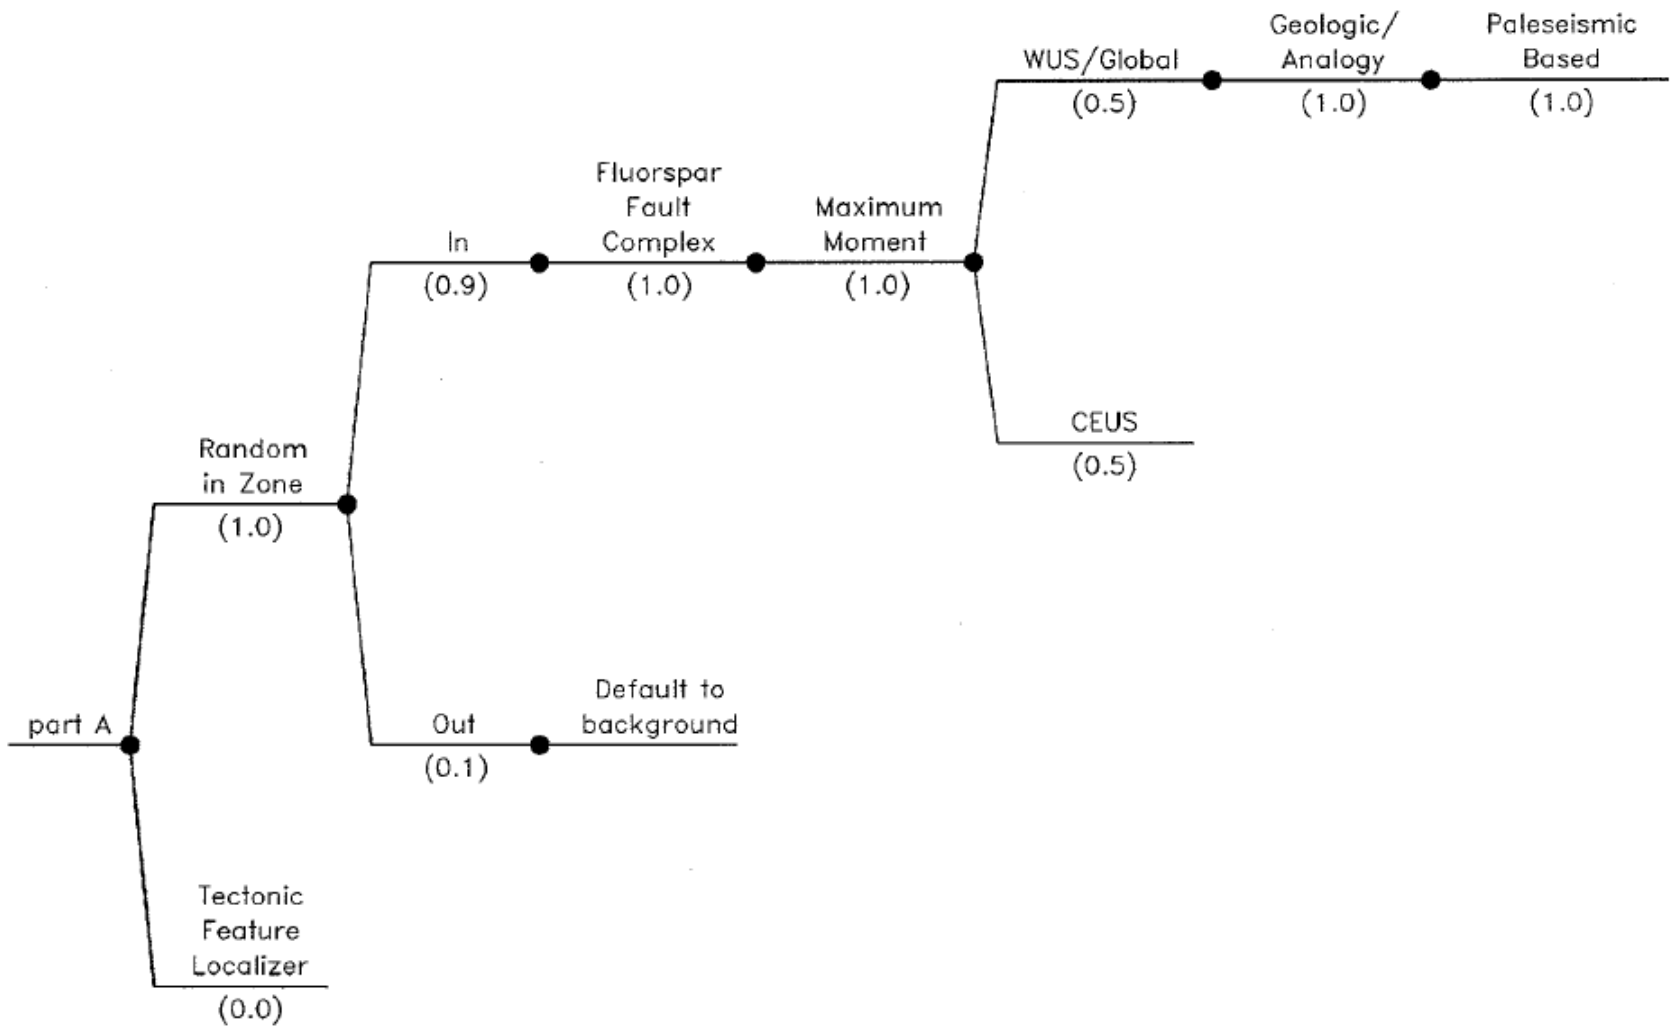 Geologic/
Analogy
(1.0)
Paleseismic
Based
(1.0)
WUS/Global
(0.5)
Fluorspar
Fault
Complex
(1.0)
Maximum
Moment
(1.0)
In
(0.9)
CEUS
(0.5)
Random
in Zone
(1.0)
Default to
background
Out
(0.1)
part A
Tectonic
Feature
Localizer
(0.0)